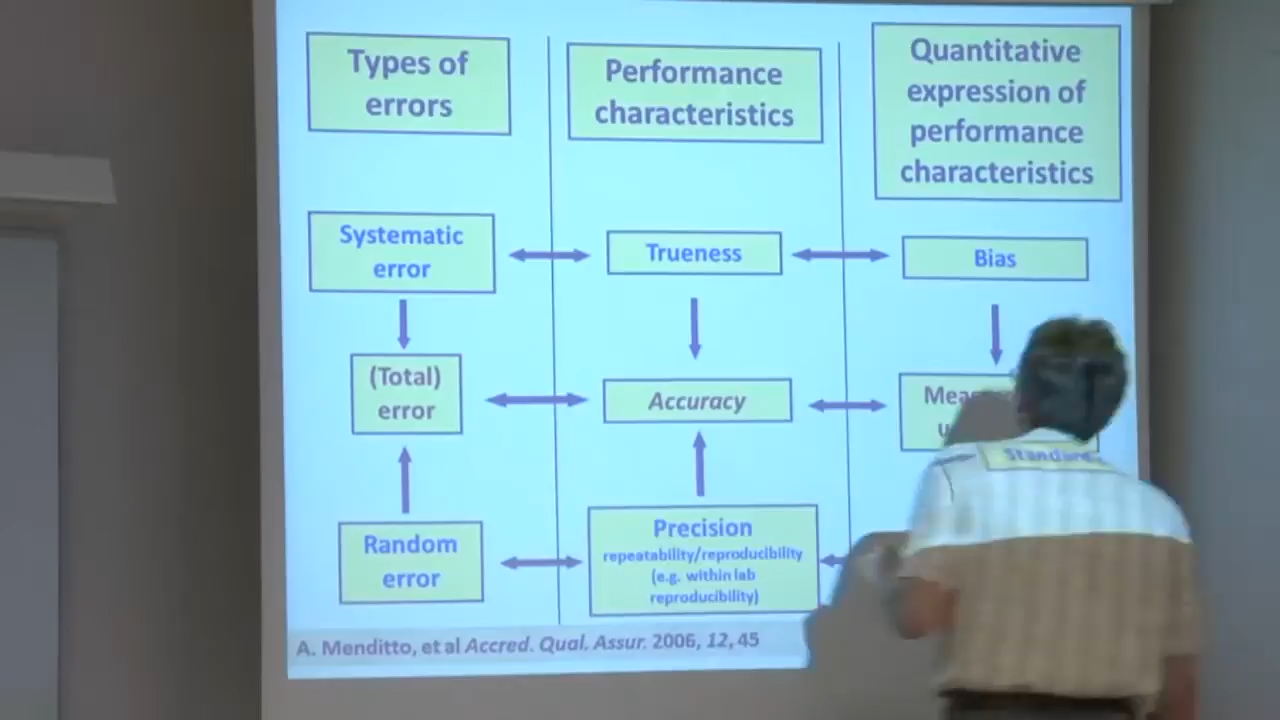 Types of
errors
Performance
characteristics
Quantitative
expression of
performance
characteristics
Systematic
error
Trueness
Bias
(Total)
error
Accuracy
Random
error
Precision
repeatability/reproducibility
(e.g. within lab
reproducibility)
Standard
A. Menditto, et al Accred. Qual. Assur. 2006, 12, 45